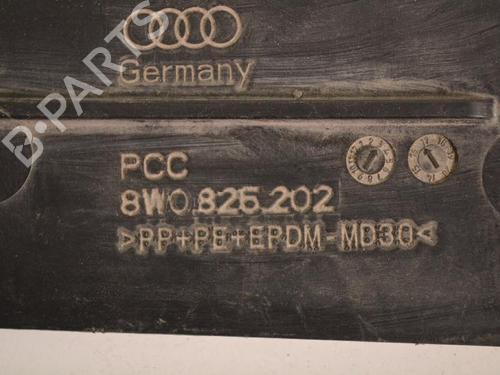 B-PARTS
Germany
PCC
8W0.825.202
>PP+PE+EPDM-MD30<